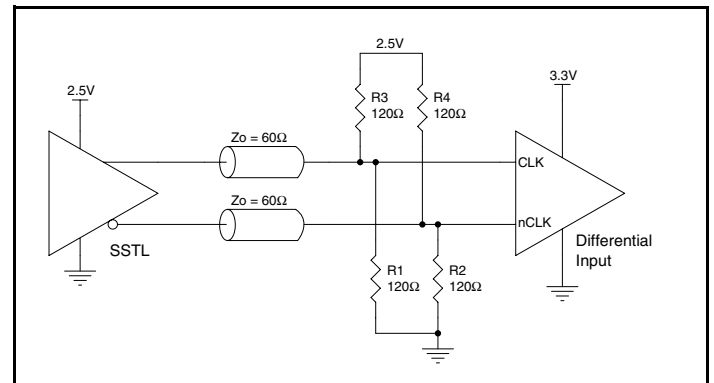 2.5V
3.3V
2.5V
R3
120Ω
R4
120Ω
Zo = 60Ω
CLK
Zo = 60Ω
nCLK
SSTL
Differential
Input
R1
120Ω
R2
120Ω